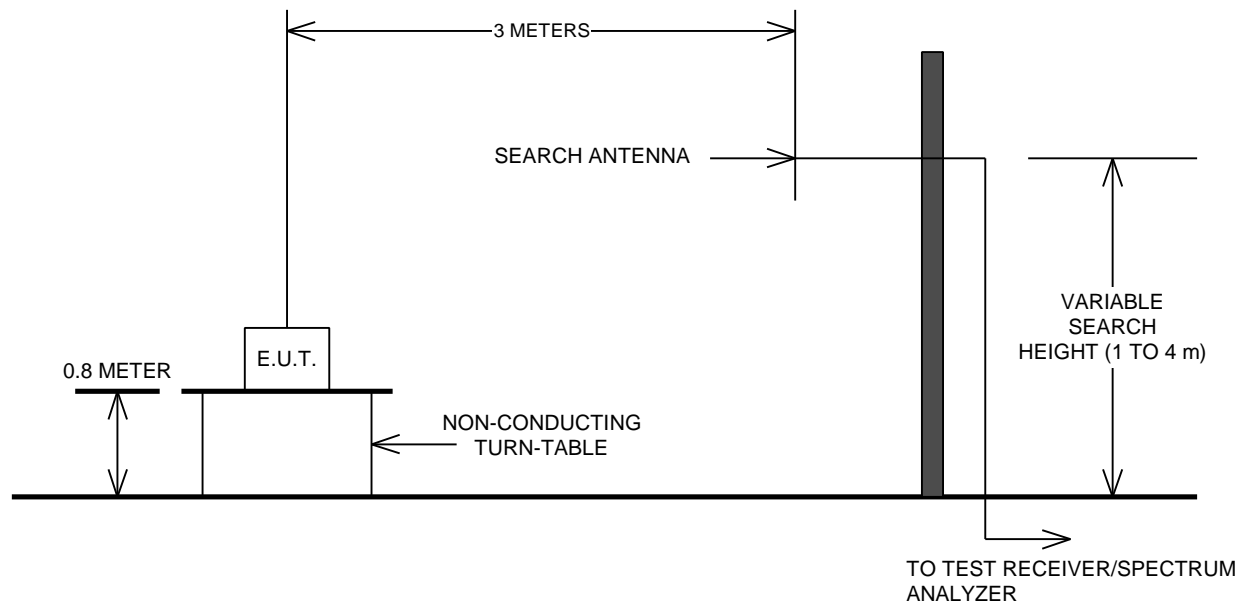 3 METERS
SEARCH ANTENNA
VARIABLE
SEARCH
HEIGHT (1 TO 4 m)
E.U.T.
0.8 METER
NON-CONDUCTING
TURN-TABLE
TO TEST RECEIVER/SPECTRUM
ANALYZER